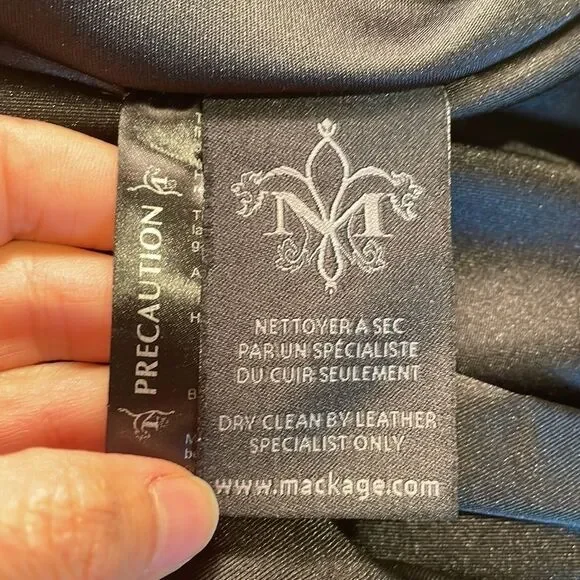 PRECAUTION
M
NETTOYER A SEC
PAR UN SPÉCIALISTE
DU CUIR SEULEMENT
DRY CLEAN BY LEATHER
SPECIALIST ONLY
www.mackage.com